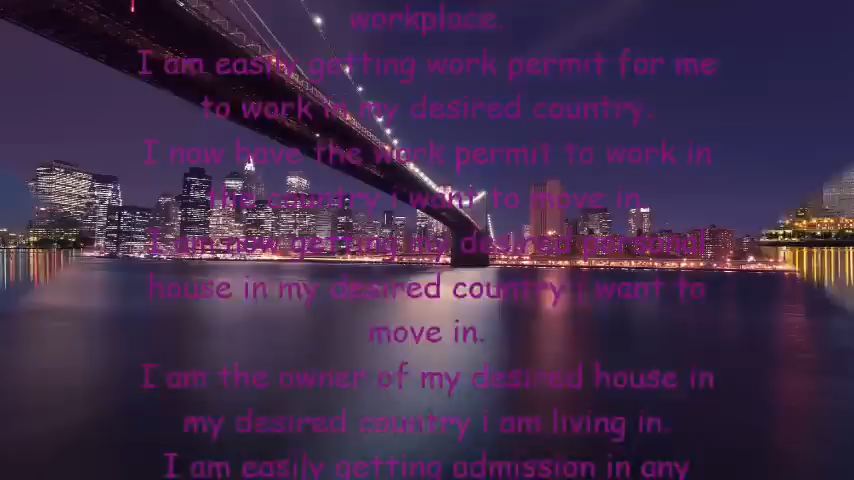 workplace.
I am easily getting work permit for me
to work in my desired country.
I now have the work permit to work in
the country i want to move in.
I am now getting my desired personal
house in my desired country i want to
move in.
I am the owner of my desired house in
my desired country i am living in.
I am easily getting admission in any